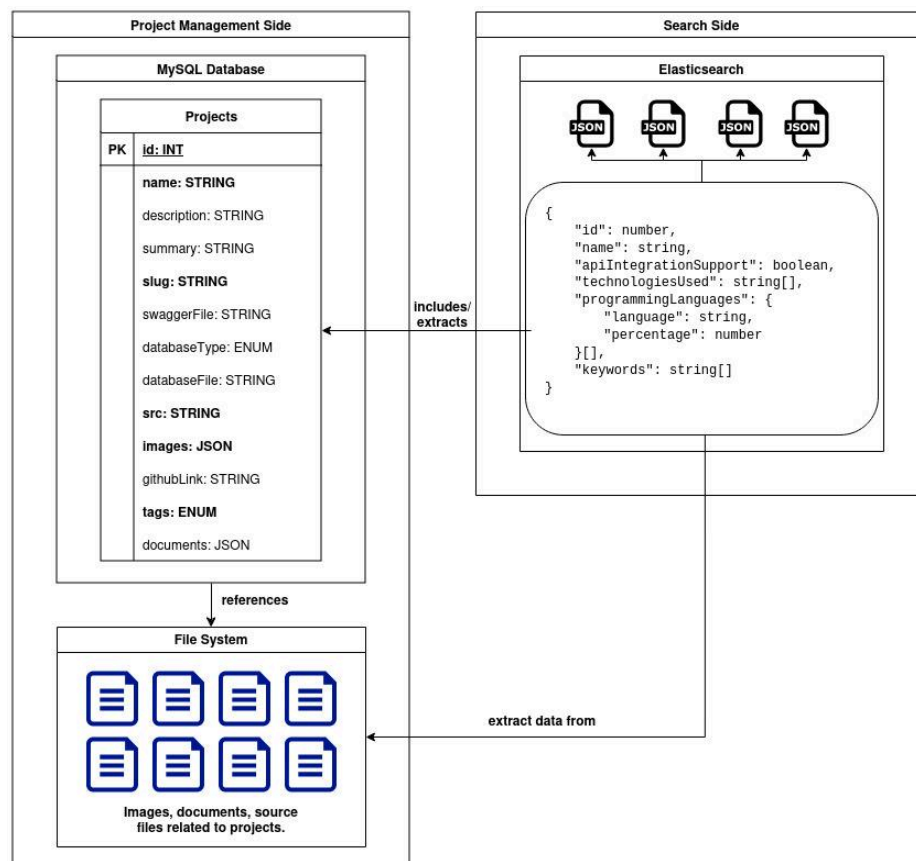 Project Management Side
MySQL Database
Projects
PK
id: INT
name: STRING
description: STRING
summary: STRING
slug: STRING
swaggerFile: STRING
databaseType: ENUM
databaseFile: STRING
src: STRING
images: JSON
githubLink: STRING
tags: ENUM
documents: JSON
references
File System
Images, documents, source
files related to projects.
includes/
extracts
extract data from
Search Side
Elasticsearch
JSON
JSON
JSON
JSON
{
"id": number,
"name": string,
"apiIntegrationSupport": boolean,
"technologiesUsed": string[],
"programmingLanguages": {
"language": string,
"percentage": number
}[],
"keywords": string[]
}